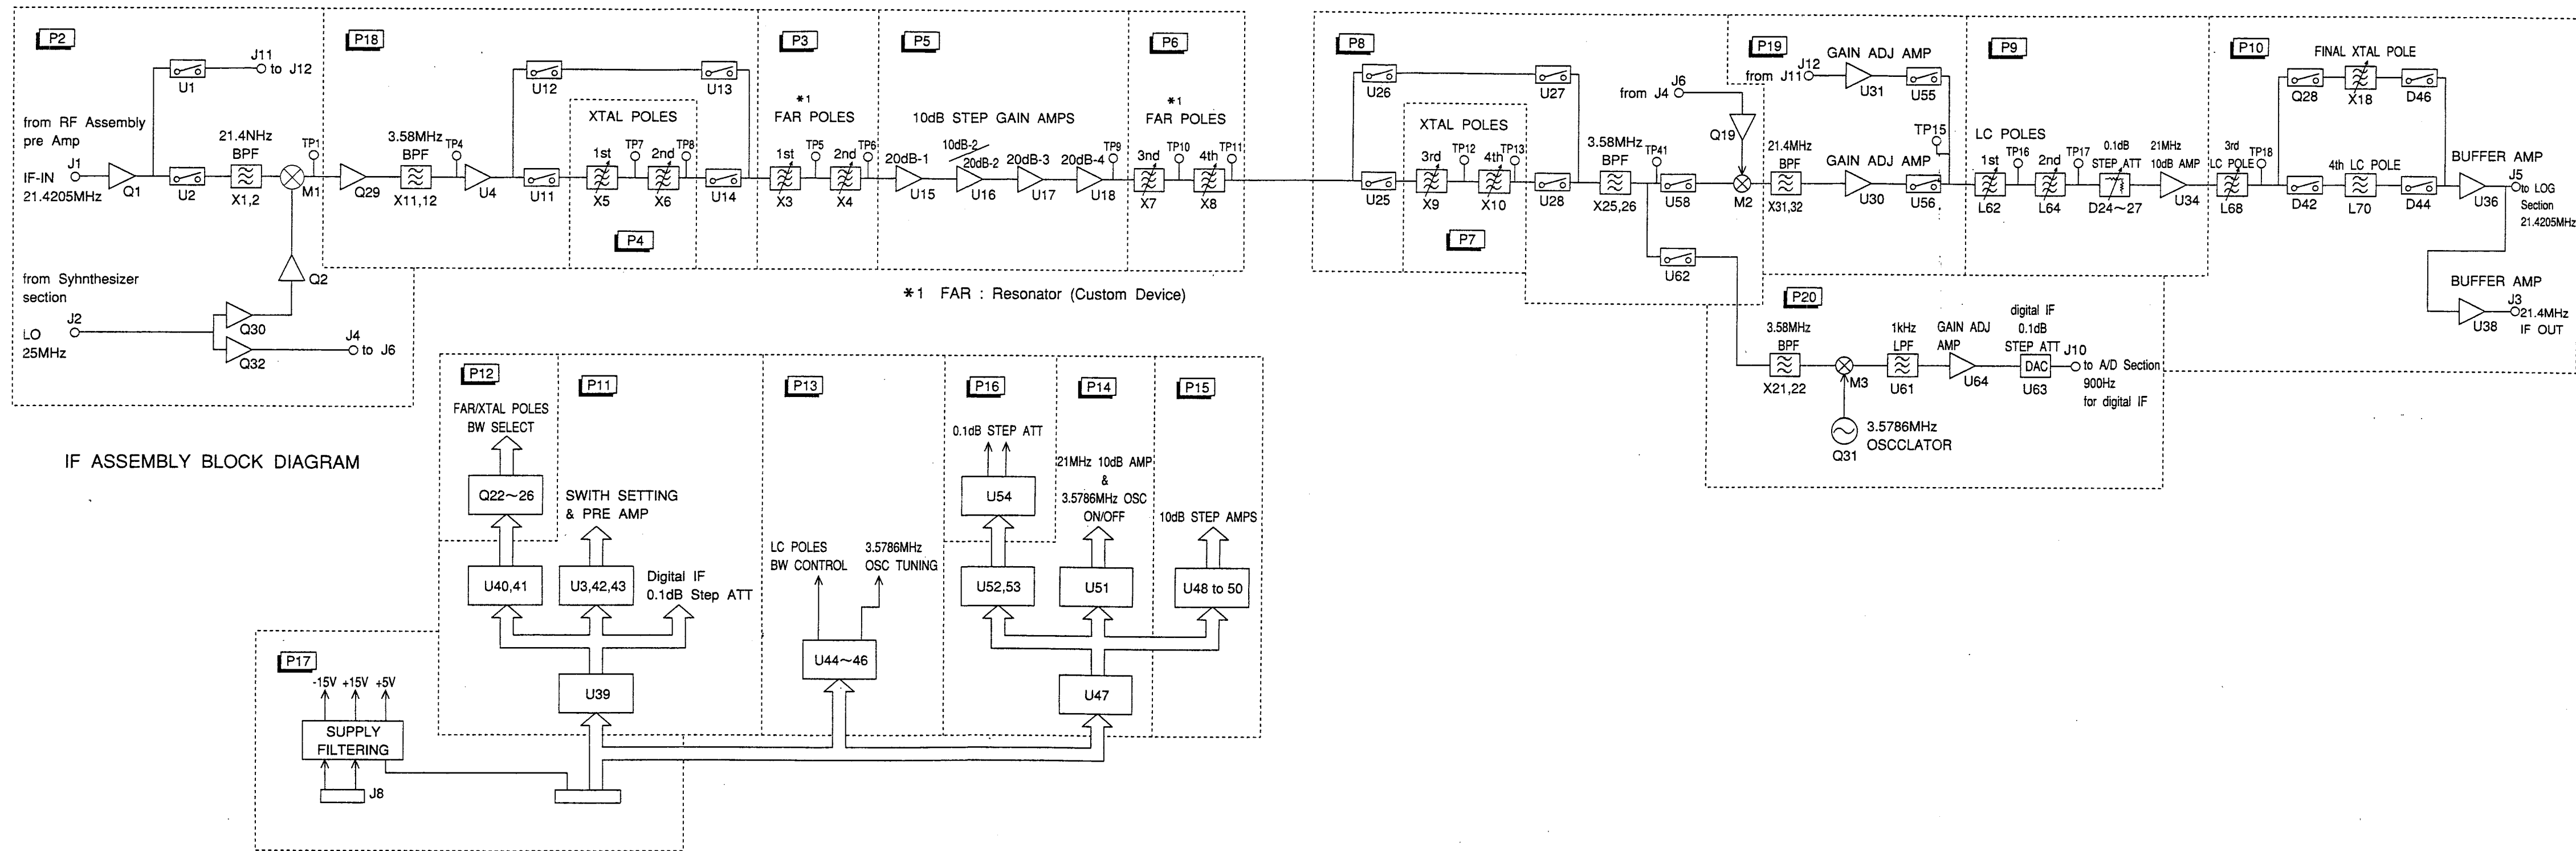 P2
J11
to J12
U1
from RF Assembly
pre Amp
J1
IF-IN
21.4205MHz
Q1
U2
21.4NHz
BPF
X1,2
M1
TP1
from Syhnthesizer
section
J2
LO
25MHz
Q30
Q32
Q2
J4
to J6
P18
Q29
3.58MHz
BPF
X11,12
TP4
U4
U12
U13
U11
XTAL POLES
1st
X5
TP7
2nd
X6
TP8
P4
U14
P3
*1
FAR POLES
1st
X3
TP5
2nd
X4
TP6
P5
10dB STEP GAIN AMPS
20dB-1
U15
10dB-2
20dB-2
U16
20dB-3
U17
20dB-4
U18
TP9
P6
*1
FAR POLES
3nd
X7
TP10
4th
X8
TP11
*1 FAR : Resonator (Custom Device)
P8
U26
U27
U25
XTAL POLES
3rd
X9
TP12
4th
X10
TP13
P7
U28
3.58MHz
BPF
X25,26
TP41
U58
U62
J6
from J4
Q19
M2
P19
J12
from J11
GAIN ADJ AMP
U31
U55
21.4MHz
BPF
X31,32
GAIN ADJ AMP
U30
U56
TP15
P9
LC POLES
1st
L62
TP16
2nd
L64
TP17
0.1dB
STEP ATT
D24~27
21MHz
10dB AMP
U34
P10
3rd
LC POLE
L68
TP18
FINAL XTAL POLE
Q28
X18
D46
4th LC POLE
D42
L70
D44
BUFFER AMP
U36
J5
to LOG
Section
21.4205MHz
BUFFER AMP
U38
J3
21.4MHz
IF OUT
P20
3.58MHz
BPF
X21,22
M3
3.5786MHz
OSCCLATOR
Q31
1kHz
LPF
U61
GAIN ADJ
AMP
U64
digital IF
0.1dB
STEP ATT
DAC
U63
J10
to A/D Section
900Hz
for digital IF
IF ASSEMBLY BLOCK DIAGRAM
P12
FAR/XTAL POLES
BW SELECT
Q22~26
U40,41
P11
SWITH SETTING
& PRE AMP
U3,42,43
Digital IF
0.1dB Step ATT
U39
P13
LC POLES
BW CONTROL
3.5786MHz
OSC TUNING
U44~46
P16
0.1dB STEP ATT
U54
U52,53
P14
21MHz 10dB AMP
&
3.5786MHz OSC
ON/OFF
U51
U47
P15
10dB STEP AMPS
U48 to 50
P17
-15V +15V +5V
SUPPLY
FILTERING
J8